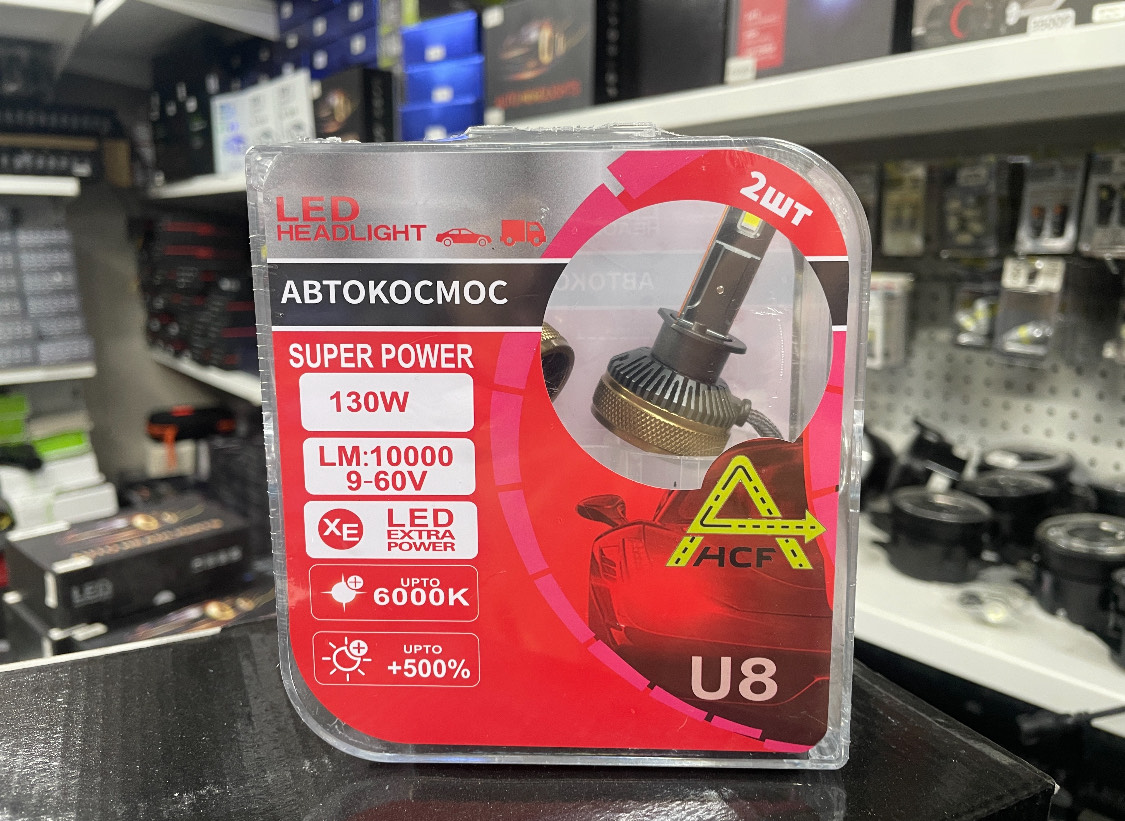 2шт
LED
HEADLIGHT
АВТОКОСМОС
SUPER POWER
130W
LM:10000
9-60V
XE
LED
EXTRA
POWER
UPTO
6000K
UPTO
+500%
HCF
U8
LED